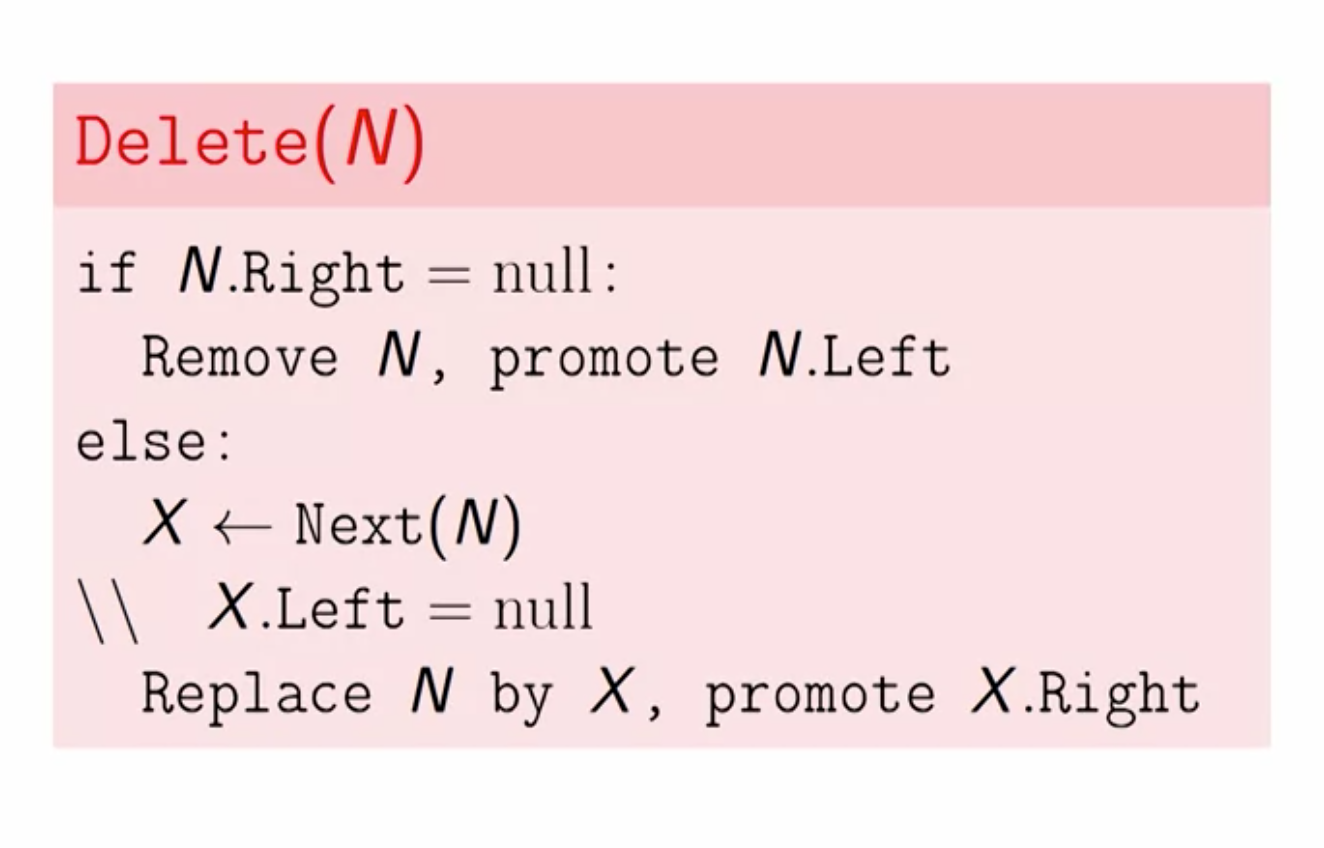 Delete(N)
if N.Right = null:
Remove N, promote N.Left
else:
X ← Next(N)
\\ X.Left = null
Replace N by X, promote X.Right